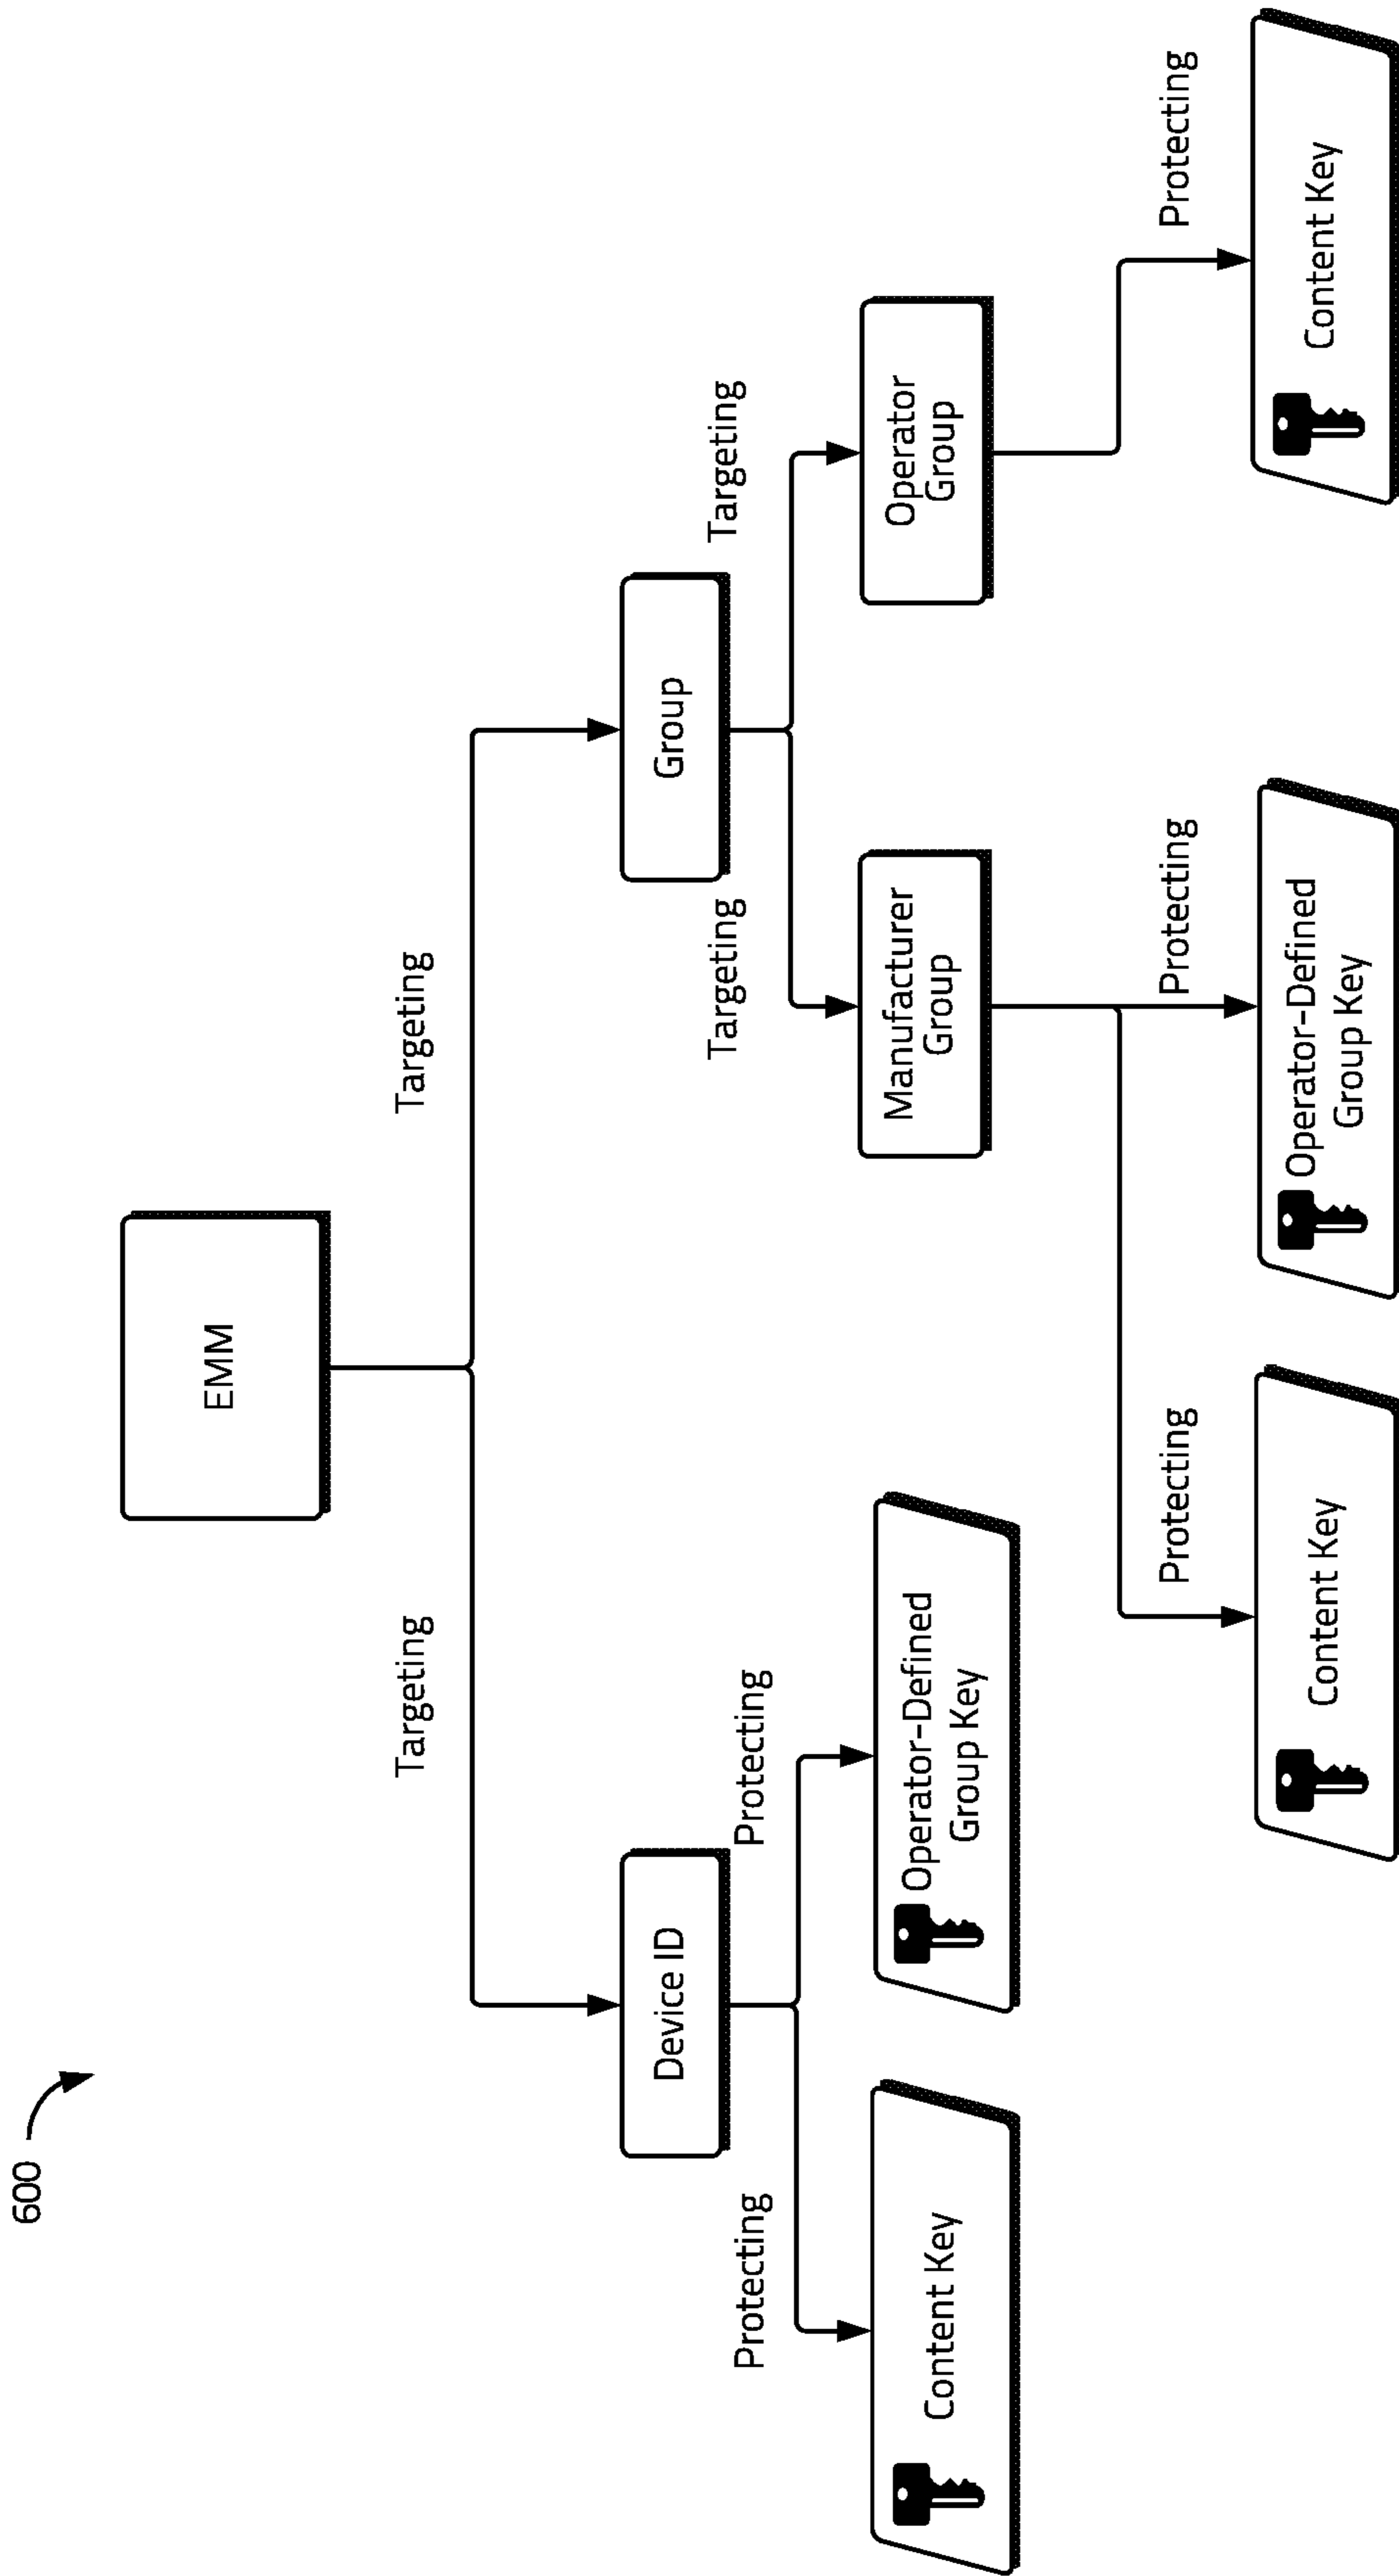 600
EMM
Targeting
Targeting
Device ID
Group
Protecting
Protecting
Targeting
Targeting
Content Key
Operator-Defined
Group Key
Manufacturer
Group
Operator
Group
Protecting
Protecting
Protecting
Content Key
Operator-Defined
Group Key
Content Key